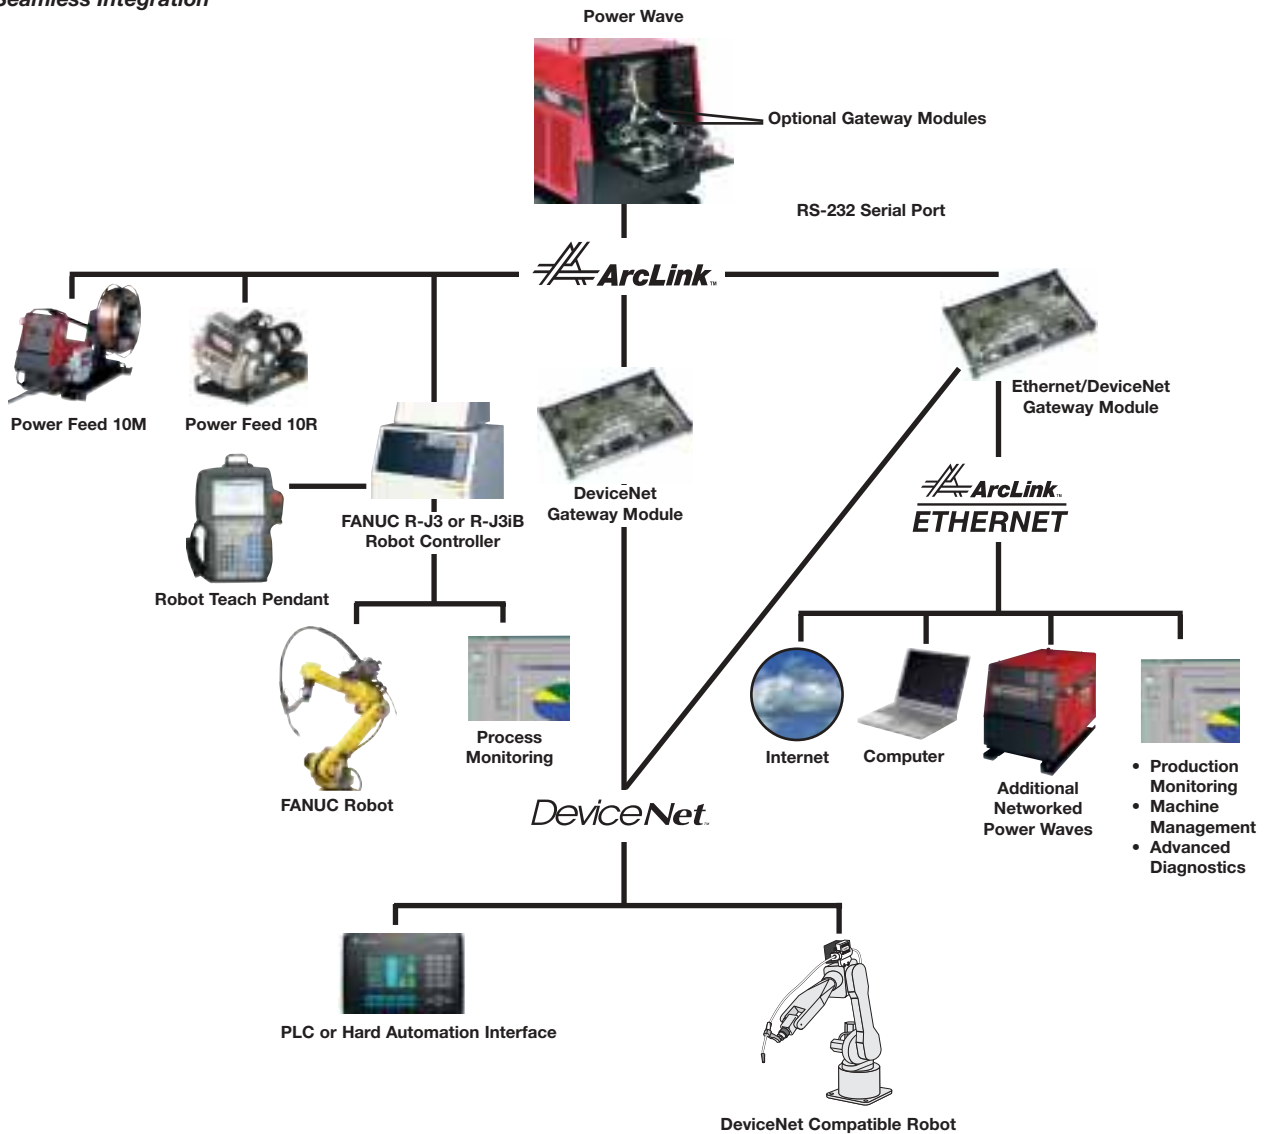 Seamless Integration
Power Wave
Optional Gateway Modules
RS-232 Serial Port
ArcLink™
Power Feed 10M
Power Feed 10R
Ethernet/DeviceNet
Gateway Module
DeviceNet
Gateway Module
ArcLink™
ETHERNET
FANUC R-J3 or R-J3iB
Robot Controller
Robot Teach Pendant
Process
Monitoring
FANUC Robot
Internet
Computer
Additional
Networked
Power Waves
• Production
Monitoring
• Machine
Management
• Advanced
Diagnostics
DeviceNet™
PLC or Hard Automation Interface
DeviceNet Compatible Robot